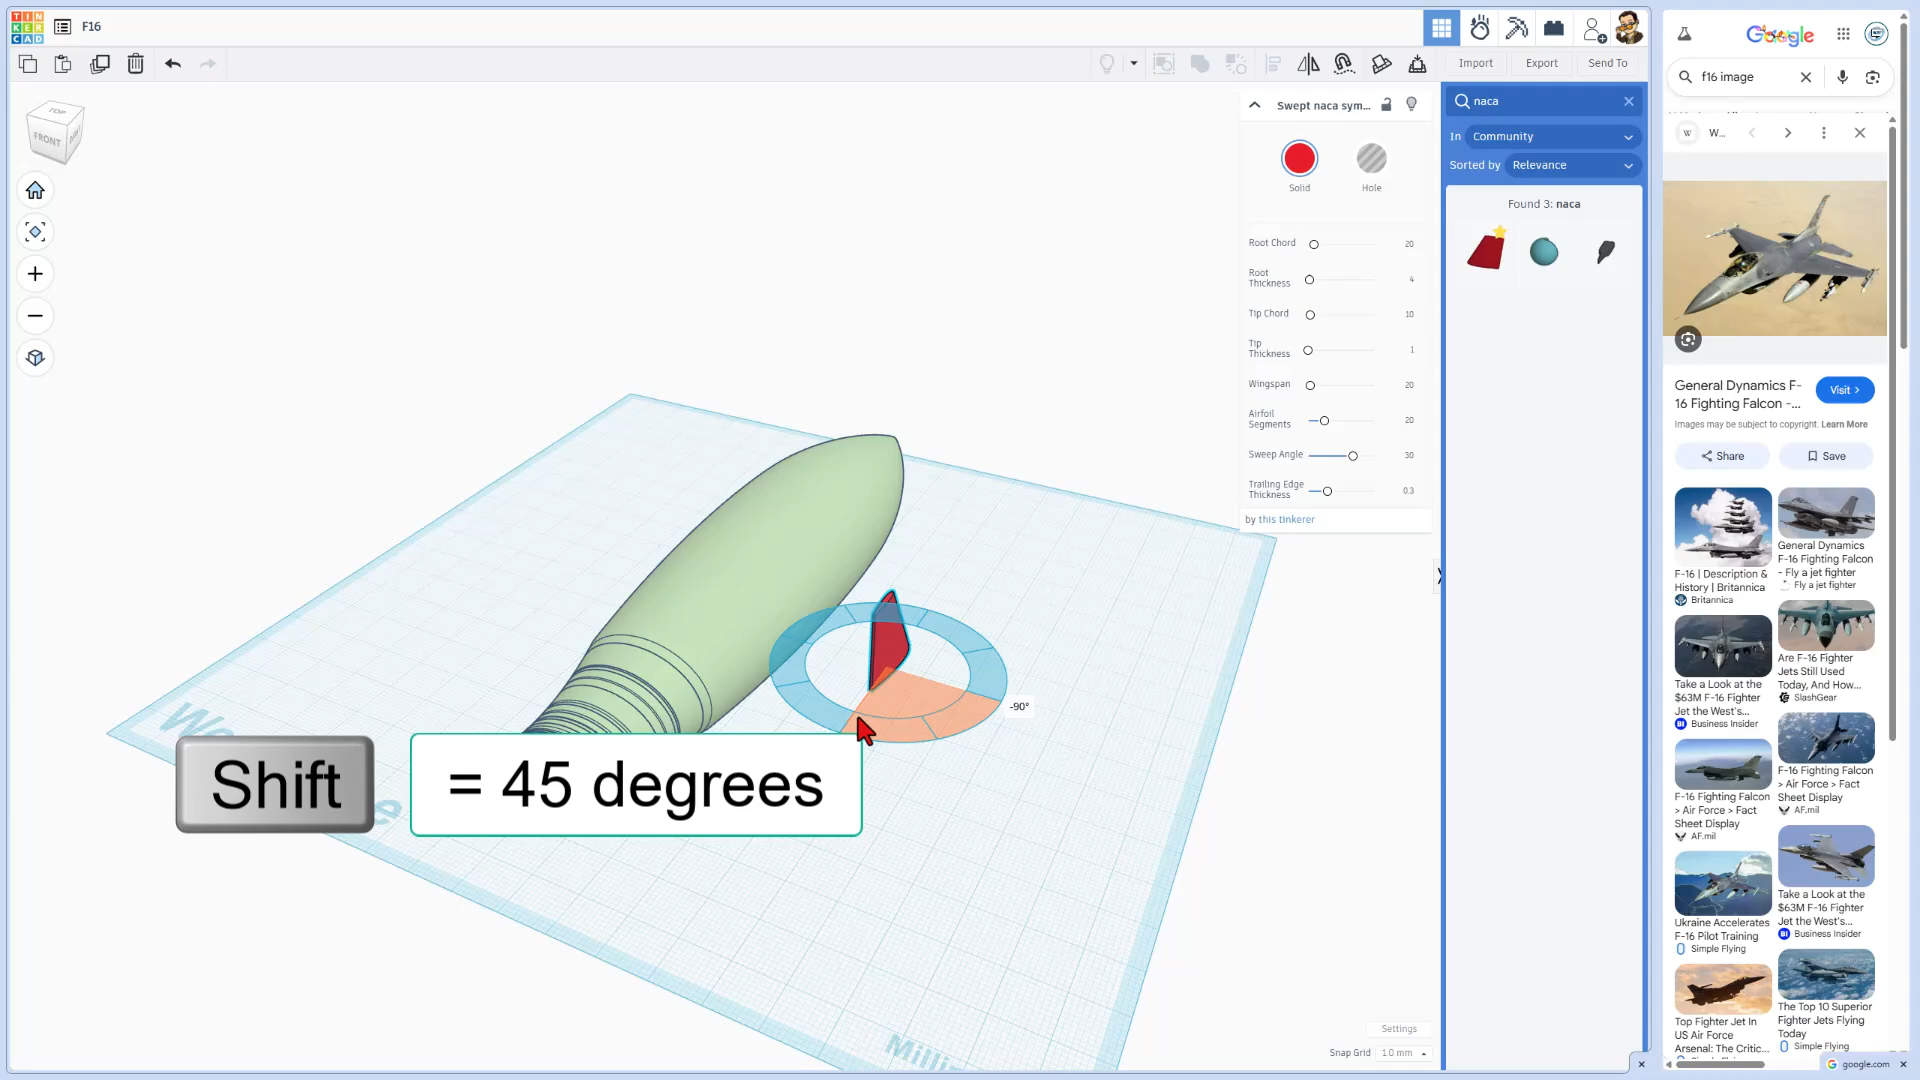 TIN
KER
CAD
F16
Import
Export
Send To
TOP
FRONT
Swept naca sym...
Solid
Hole
Root Chord
20
Root
Thickness
4
Tip Chord
10
Tip
Thickness
1
Wingspan
20
Airfoil
Segments
20
Sweep Angle
30
Trailing Edge
Thickness
0.3
by this tinkerer
naca
In
Community
Sorted by
Relevance
Found 3: naca
-90°
Shift
= 45 degrees
Settings
Snap Grid
1.0 mm
Google
f16 image
W...
General Dynamics F-
16 Fighting Falcon -...
Visit >
Images may be subject to copyright. Learn More
Share
Save
F-16 | Description &
History | Britannica
Britannica
General Dynamics
F-16 Fighting Falcon
- Fly a jet fighter
Fly a jet fighter
Take a Look at the
$63M F-16 Fighter
Jet the West's...
Business Insider
Are F-16 Fighter
Jets Still Used
Today, And How...
SlashGear
F-16 Fighting Falcon
> Air Force > Fact
Sheet Display
AF.mil
F-16 Fighting Falcon
> Air Force > Fact
Sheet Display
AF.mil
Ukraine Accelerates
F-16 Pilot Training
Simple Flying
Take a Look at the
$63M F-16 Fighter
Jet the West's...
Business Insider
Top Fighter Jet In
US Air Force
Arsenal: The Critic...
The Top 10 Superior
Fighter Jets Flying
Today
Simple Flying
google.com